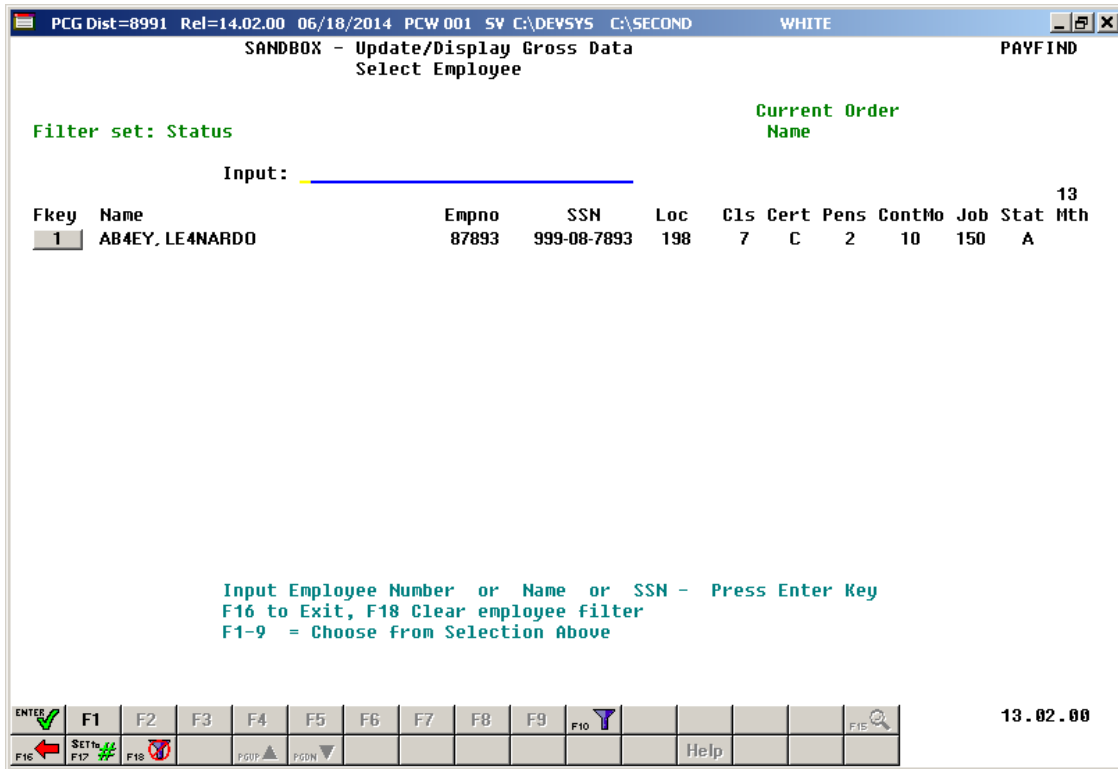 PCG Dist=8991 Rel=14.02.00 06/18/2014 PCW 001 SV C:\DEVSYS C:\SECOND WHITE
SANDBOX - Update/Display Gross Data PAYFIND
Select Employee
Current Order
Filter set: Status Name
Input:
13
Fkey Name Empno SSN Loc Cls Cert Pens ContMo Job Stat Mth
1 AB4EY, LE4NARDO 87893 999-08-7893 198 7 C 2 10 150 A
Input Employee Number or Name or SSN - Press Enter Key
F16 to Exit, F18 Clear employee filter
F1-9 = Choose from Selection Above
ENTER F1 F2 F3 F4 F5 F6 F7 F8 F9 F10 F15 13.02.00
F16 SETto F17 # F18 PGUP PGDN Help